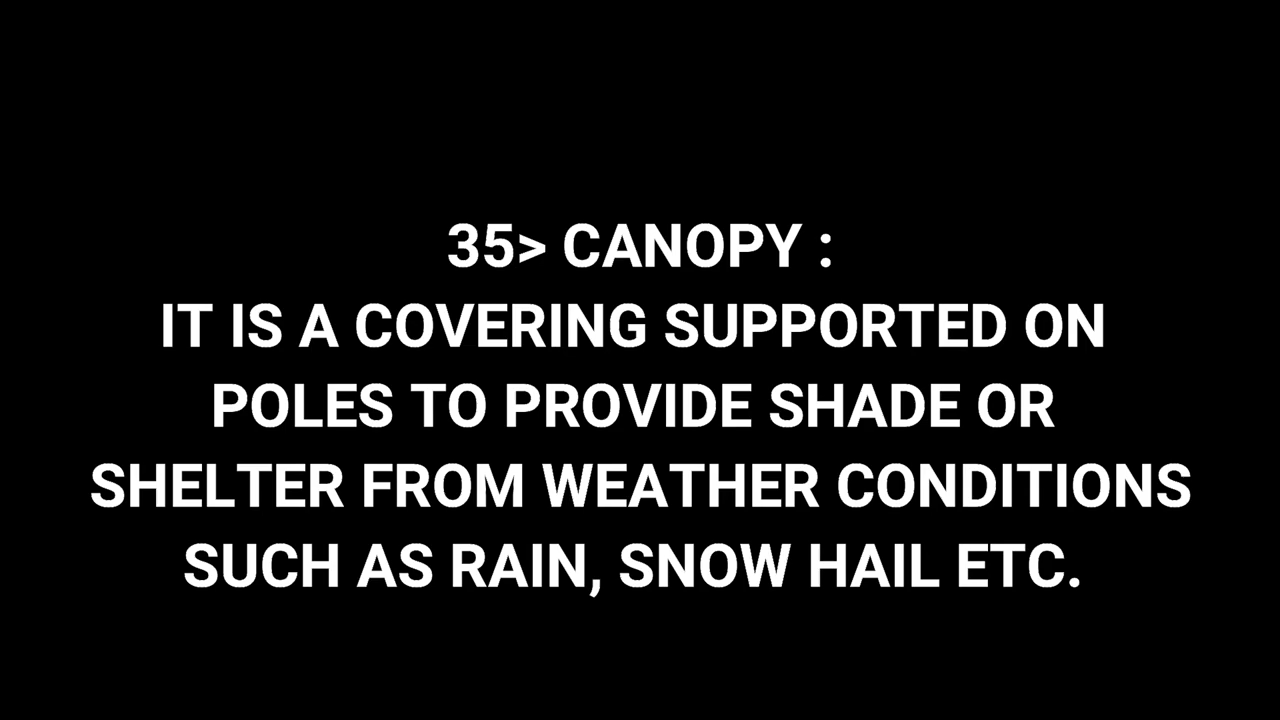 35> CANOPY :
IT IS A COVERING SUPPORTED ON
POLES TO PROVIDE SHADE OR
SHELTER FROM WEATHER CONDITIONS
SUCH AS RAIN, SNOW HAIL ETC.